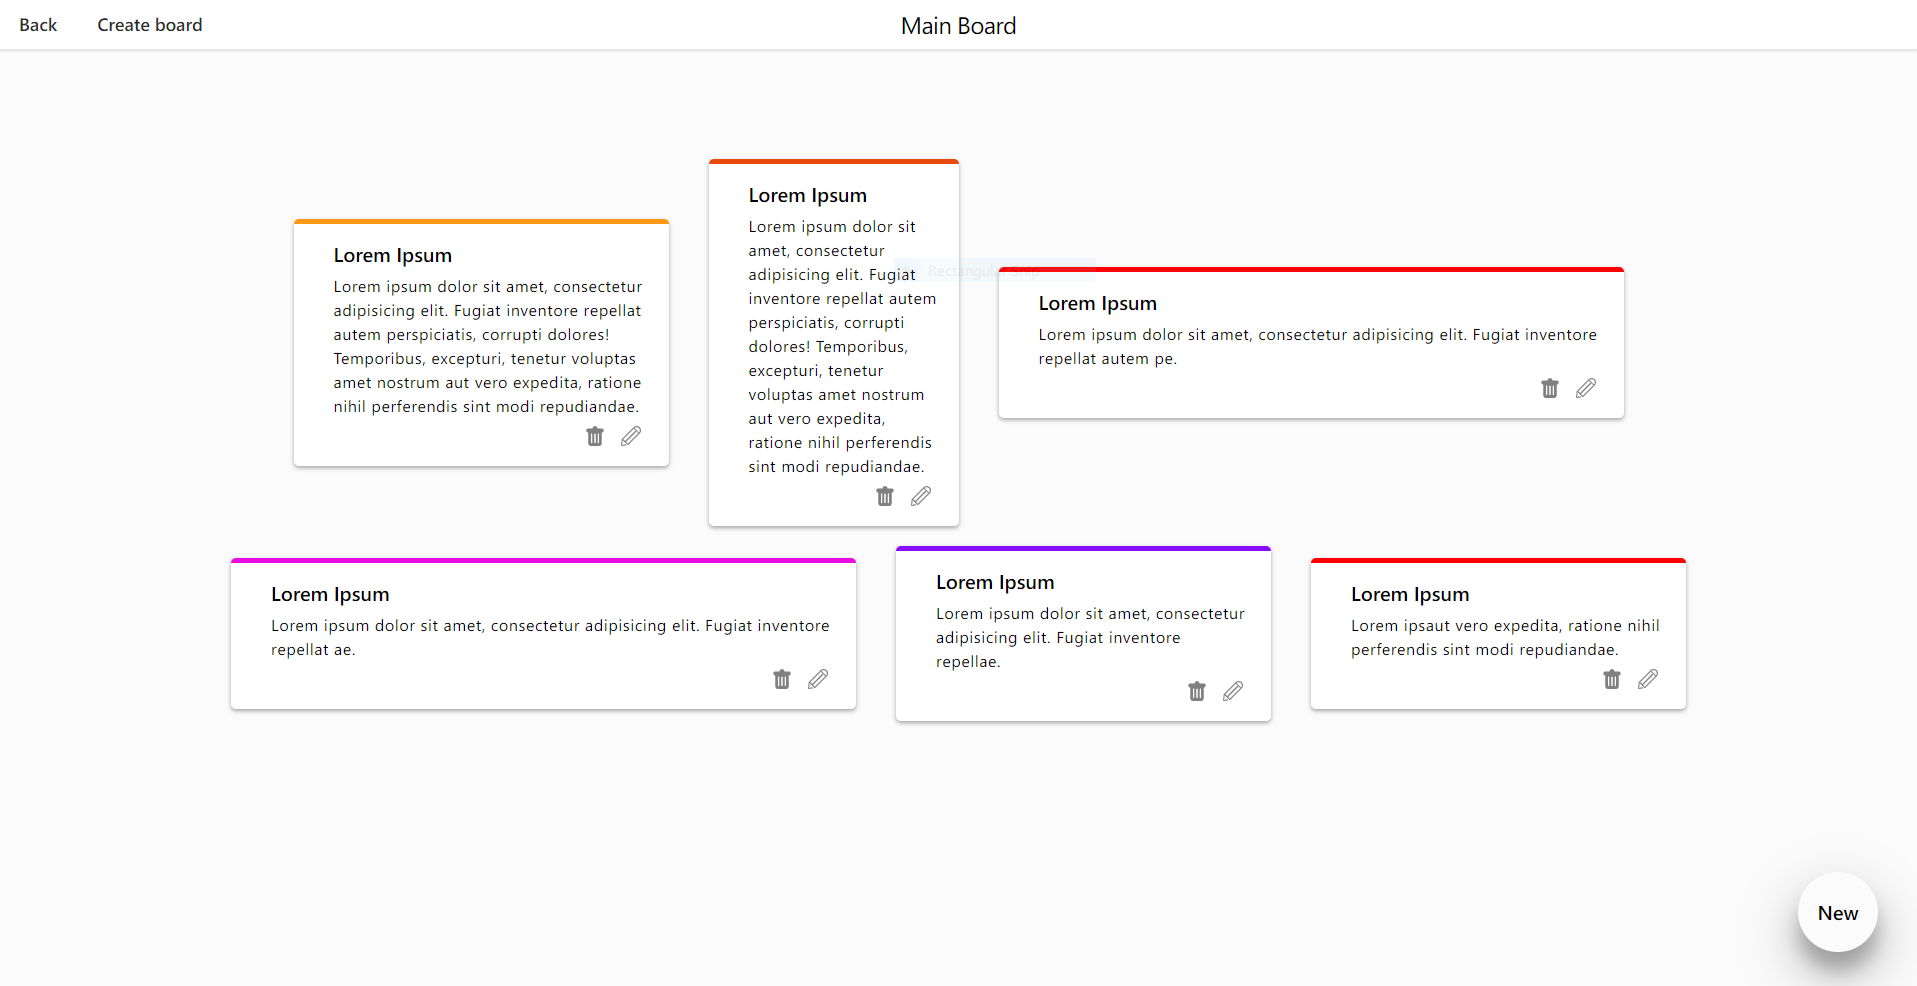 Back
Create board
Main Board
Lorem Ipsum
Lorem ipsum dolor sit amet, consectetur
adipisicing elit. Fugiat inventore repellat
autem perspiciatis, corrupti dolores!
Temporibus, excepturi, tenetur voluptas
amet nostrum aut vero expedita, ratione
nihil perferendis sint modi repudiandae.
Lorem Ipsum
Lorem ipsum dolor sit
amet, consectetur
adipisicing elit. Fugiat
inventore repellat autem
perspiciatis, corrupti
dolores! Temporibus,
excepturi, tenetur
voluptas amet nostrum
aut vero expedita,
ratione nihil perferendis
sint modi repudiandae.
Rectangular Snip
Lorem Ipsum
Lorem ipsum dolor sit amet, consectetur adipisicing elit. Fugiat inventore
repellat autem pe.
Lorem Ipsum
Lorem ipsum dolor sit amet, consectetur adipisicing elit. Fugiat inventore
repellat ae.
Lorem Ipsum
Lorem ipsum dolor sit amet, consectetur
adipisicing elit. Fugiat inventore
repellae.
Lorem Ipsum
Lorem ipsaut vero expedita, ratione nihil
perferendis sint modi repudiandae.
New